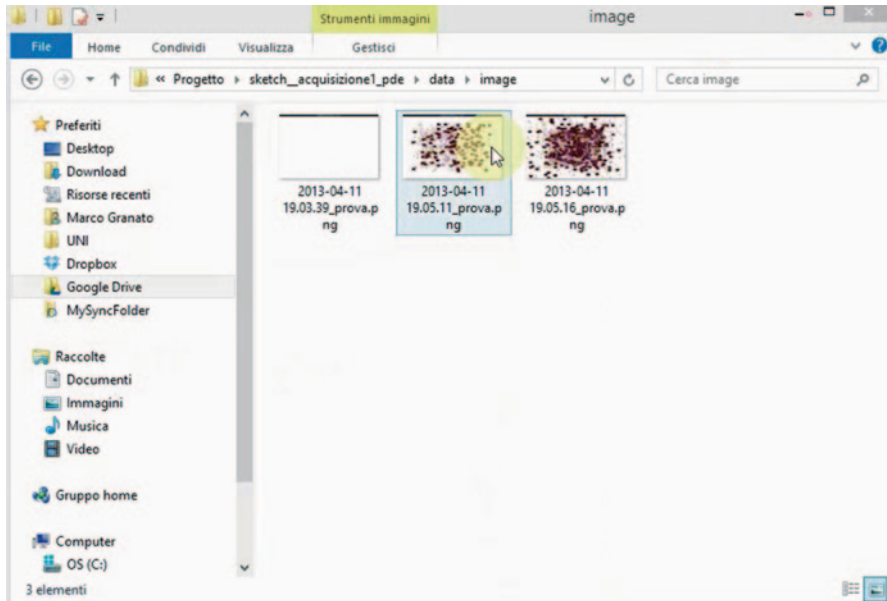 Strumenti immagini
image
File
Home
Condividi
Visualizza
Gestisci
« Progetto
sketch_acquisizione1_pde
data
image
Cerca image
Preferiti
Desktop
Download
Risorse recenti
Marco Granato
UNI
Dropbox
Google Drive
MySyncFolder
Raccolte
Documenti
Immagini
Musica
Video
Gruppo home
Computer
OS (C:)
2013-04-11
19.03.39_prova.p
ng
2013-04-11
19.05.11_prova.p
ng
2013-04-11
19.05.16_prova.p
ng
3 elementi